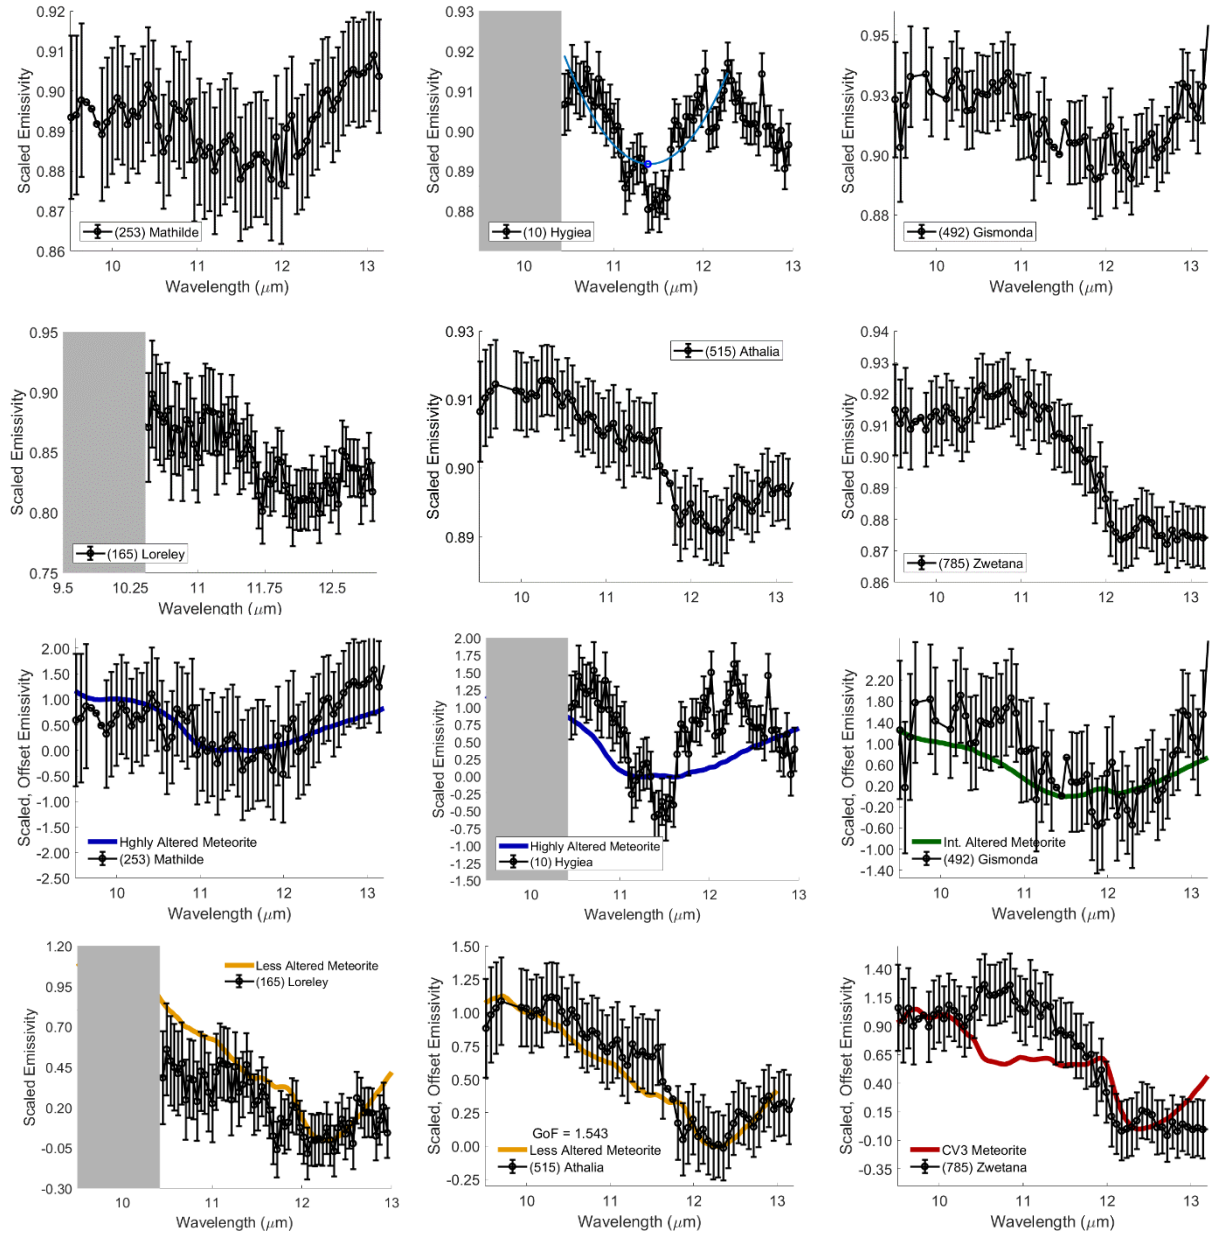 0.92
0.91
0.90
0.89
0.88
0.87
0.86
Scaled Emissivity
(253) Mathilde
10 11 12 13
Wavelength (μm)
0.93
0.92
0.91
0.90
0.89
0.88
Scaled Emissivity
(10) Hygiea
10 11 12 13
Wavelength (μm)
0.95
0.93
0.90
0.88
Scaled Emissivity
(492) Gismonda
10 11 12 13
Wavelength (μm)
0.95
0.90
0.85
0.80
0.75
Scaled Emissivity
(165) Loreley
9.5 10.25 11 11.75 12.5
Wavelength (μm)
0.93
0.91
0.90
0.89
Scaled Emissivity
(515) Athalia
10 11 12 13
Wavelength (μm)
0.94
0.93
0.92
0.91
0.90
0.89
0.88
0.87
0.86
Scaled Emissivity
(785) Zwetana
10 11 12 13
Wavelength (μm)
2.00
1.50
1.00
0.50
0.00
-0.50
-1.00
-1.50
-2.00
-2.50
Scaled, Offset Emissivity
Hghly Altered Meteorite
(253) Mathilde
10 11 12 13
Wavelength (μm)
2.00
1.75
1.50
1.25
1.00
0.75
0.50
0.25
0.00
-0.25
-0.50
-0.75
-1.00
-1.25
-1.50
Scaled Emissivity
Highly Altered Meteorite
(10) Hygiea
10 11 12 13
Wavelength (μm)
2.20
1.80
1.40
1.00
0.60
0.20
-0.20
-0.60
-1.00
-1.40
Scaled, Offset Emissivity
Int. Altered Meteorite
(492) Gismonda
10 11 12 13
Wavelength (μm)
1.20
0.95
0.70
0.45
0.20
-0.05
-0.30
Scaled Emissivity
Less Altered Meteorite
(165) Loreley
10 11 12 13
Wavelength (μm)
1.50
1.25
1.00
0.75
0.50
0.25
0.00
-0.25
Scaled, Offset Emissivity
GoF = 1.543
Less Altered Meteorite
(515) Athalia
10 11 12 13
Wavelength (μm)
1.40
1.15
0.90
0.65
0.40
0.15
-0.10
-0.35
Scaled, Offset Emissivity
CV3 Meteorite
(785) Zwetana
10 11 12 13
Wavelength (μm)